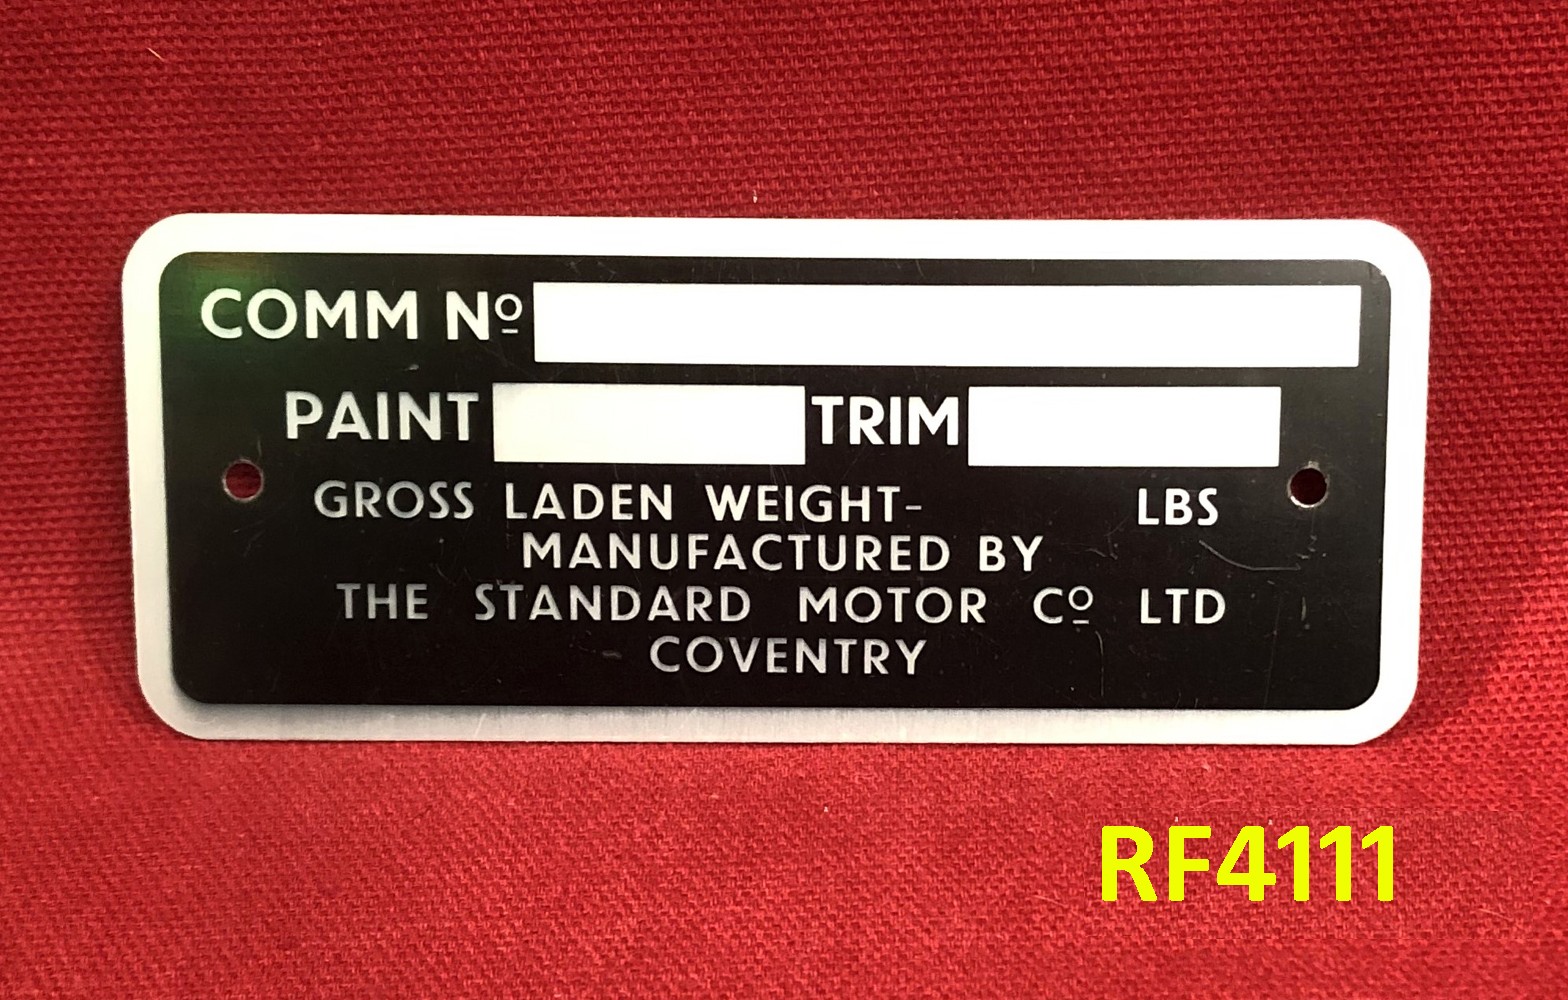 COMM Nº
PAINT TRIM
GROSS LADEN WEIGHT- LBS
MANUFACTURED BY
THE STANDARD MOTOR Cº LTD
COVENTRY
RF4111